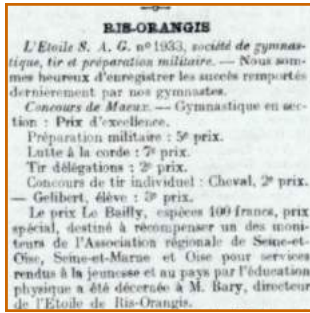 RIS-ORANGIS
L'Etoile S. A. G. n° 1933, société de gymnas-
tique, tir et préparation militaire. — Nous som-
mes heureux d'enregistrer les succès remportés
dernièrement par nos gymnastes.
Concours de Maeux. — Gymnastique en sec-
tion : Prix d'excellence.
Préparation militaire : 5e prix.
Lutte à la corde : 7e prix.
Tir délégations : 2e prix.
Concours de tir individuel : Cheval, 2e prix.
— Gelibert, élève : 3e prix.
Le prix Le Bailly, espèces 100 francs, prix
spécial, destiné à récompenser un des moni-
teurs de l'Association régionale de Seine-et-
Oise, Seine-et-Marne et Oise pour services
rendus à la jeunesse et au pays par l'éducation
physique a été décernée à M. Bary, directeur
de l'Etoile de Ris-Orangis.